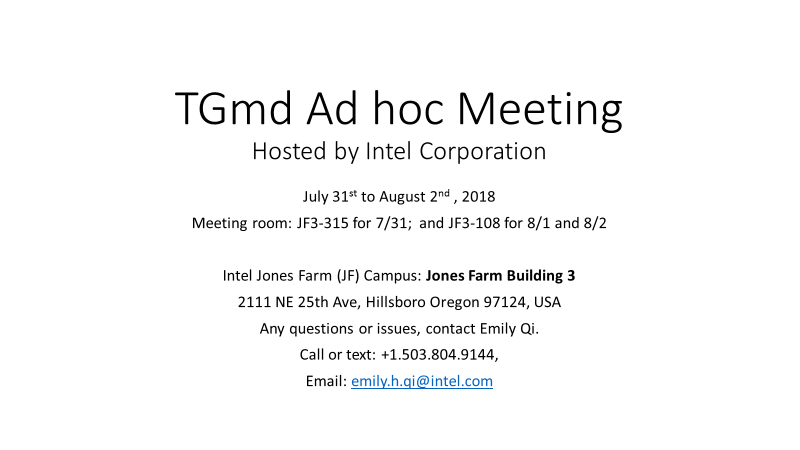 TGmd Ad hoc Meeting
Hosted by Intel Corporation
July 31st to August 2nd , 2018
Meeting room: JF3-315 for 7/31;  and JF3-108 for 8/1 and 8/2
Intel Jones Farm (JF) Campus: Jones Farm Building 3
2111 NE 25th Ave, Hillsboro Oregon 97124, USA
Any questions or issues, contact Emily Qi.
Call or text: +1.503.804.9144,
Email: emily.h.qi@intel.com